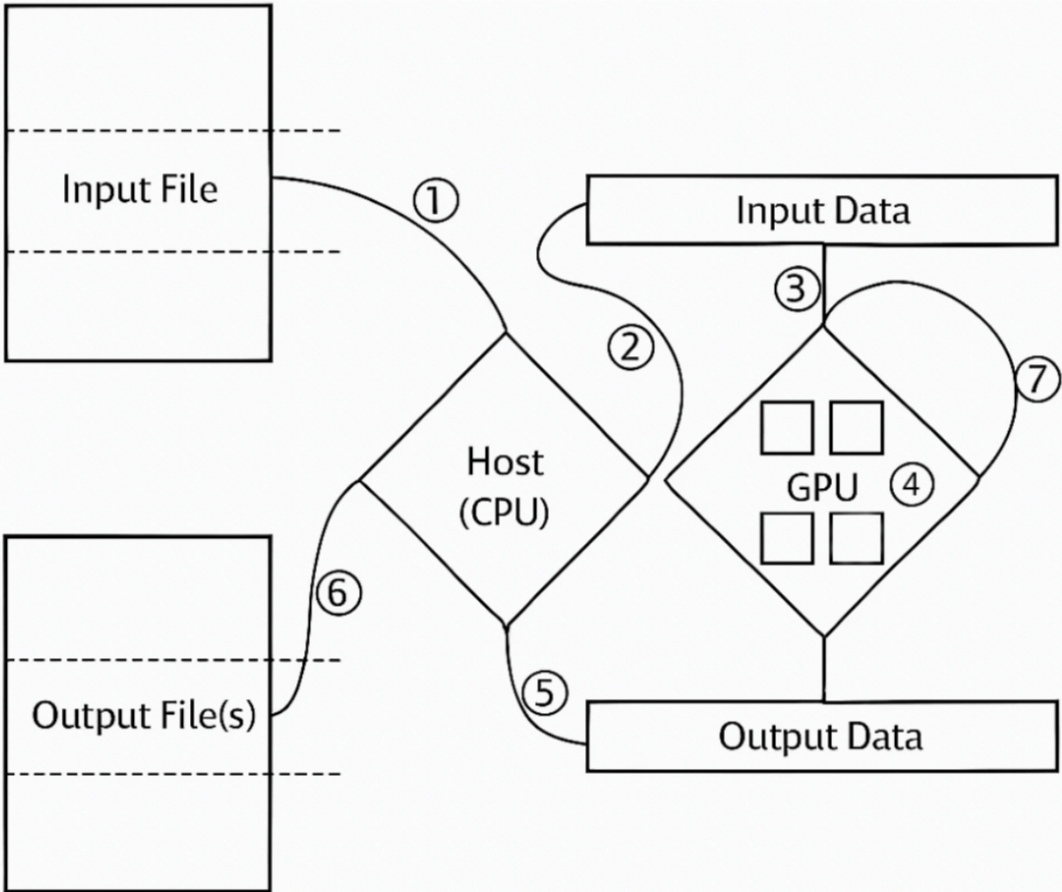 Input File
①
Input Data
③
②
⑦
Host
(CPU)
GPU ④
⑥
⑤
Output File(s)
Output Data